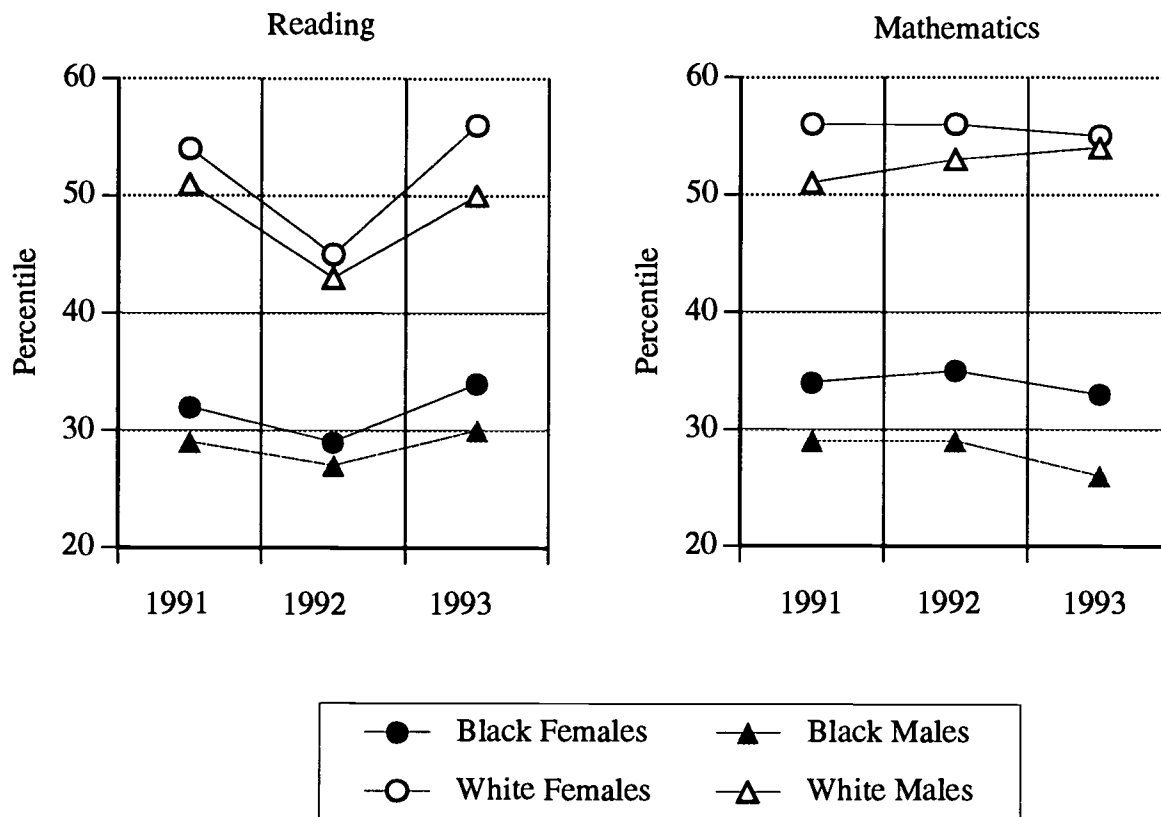 Reading
Percentile
60
50
40
30
20
1991 1992 1993
Mathematics
Percentile
60
50
40
30
20
1991 1992 1993
Black Females Black Males
White Females White Males